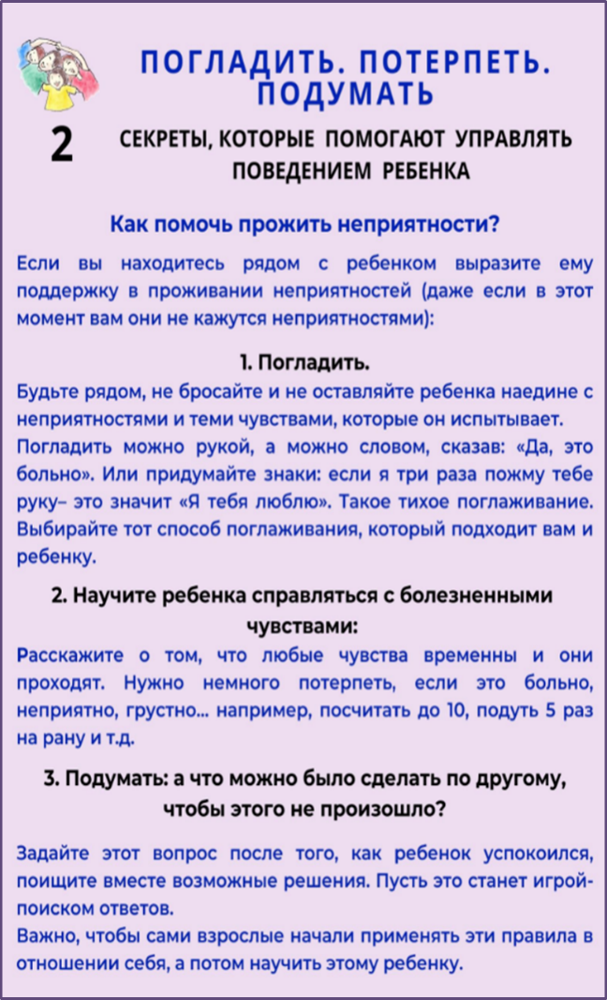 ПОГЛАДИТЬ. ПОТЕРПЕТЬ.
ПОДУМАТЬ
2
СЕКРЕТЫ, КОТОРЫЕ ПОМОГАЮТ УПРАВЛЯТЬ
ПОВЕДЕНИЕМ РЕБЕНКА
Как помочь прожить неприятности?
Если вы находитесь рядом с ребенком выразите ему
поддержку в проживании неприятностей (даже если в этот
момент вам они не кажутся неприятностями):
1. Погладить.
Будьте рядом, не бросайте и не оставляйте ребенка наедине с
неприятностями и теми чувствами, которые он испытывает.
Погладить можно рукой, а можно словом, сказав: «Да, это
больно». Или придумайте знаки: если я три раза пожму тебе
руку– это значит «Я тебя люблю». Такое тихое поглаживание.
Выбирайте тот способ поглаживания, который подходит вам и
ребенку.
2. Научите ребенка справляться с болезненными
чувствами:
Расскажите о том, что любые чувства временны и они
проходят. Нужно немного потерпеть, если это больно,
неприятно, грустно... например, посчитать до 10, подуть 5 раз
на рану и т.д.
3. Подумать: а что можно было сделать по другому,
чтобы этого не произошло?
Задайте этот вопрос после того, как ребенок успокоился,
поищите вместе возможные решения. Пусть это станет игрой-
поиском ответов.
Важно, чтобы сами взрослые начали применять эти правила в
отношении себя, а потом научить этому ребенку.